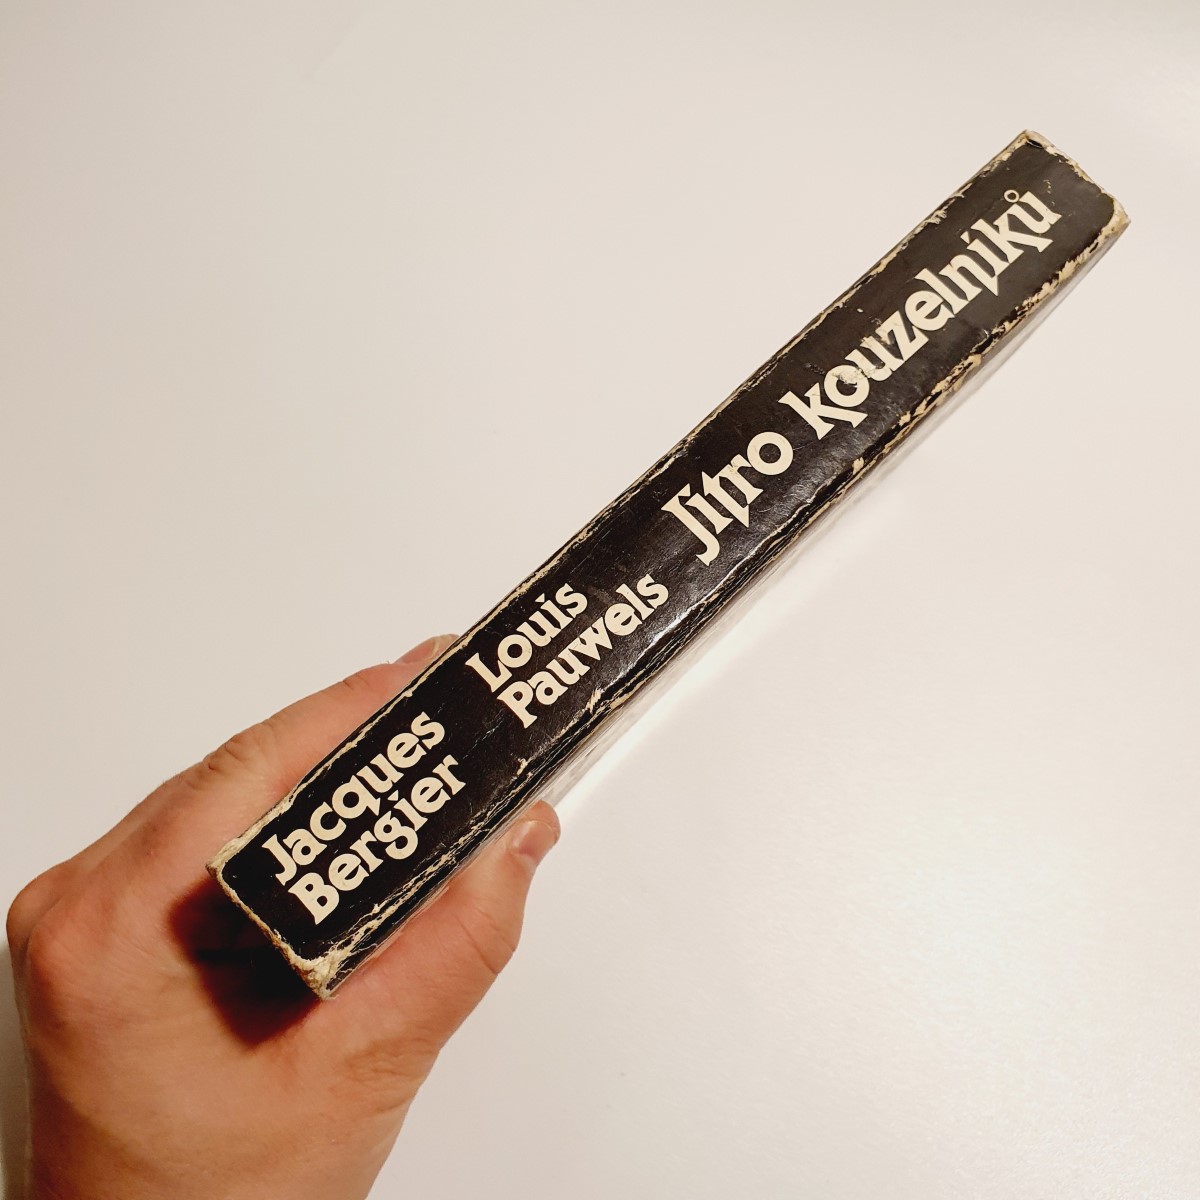 Jacques
Bergier
Louis
Pauwels
Jitro kouzelníků